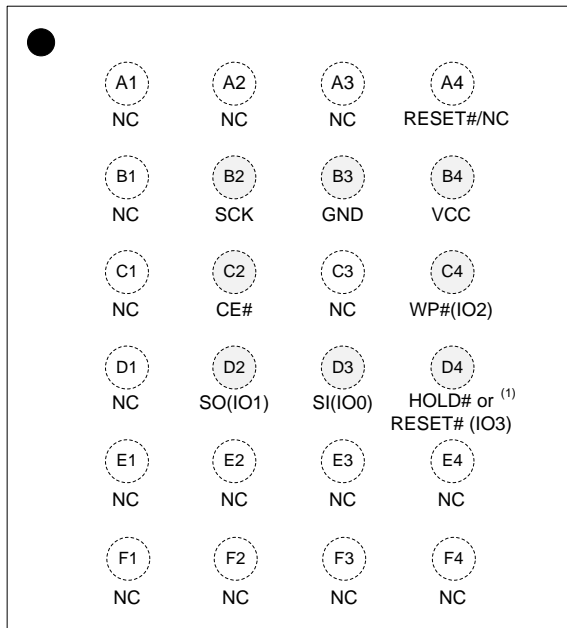 A1 A2 A3 A4
NC NC NC RESET#/NC
B1 B2 B3 B4
NC SCK GND VCC
C1 C2 C3 C4
NC CE# NC WP#(IO2)
D1 D2 D3 D4
NC SO(IO1) SI(IO0) HOLD# or (1)
RESET# (IO3)
E1 E2 E3 E4
NC NC NC NC
F1 F2 F3 F4
NC NC NC NC